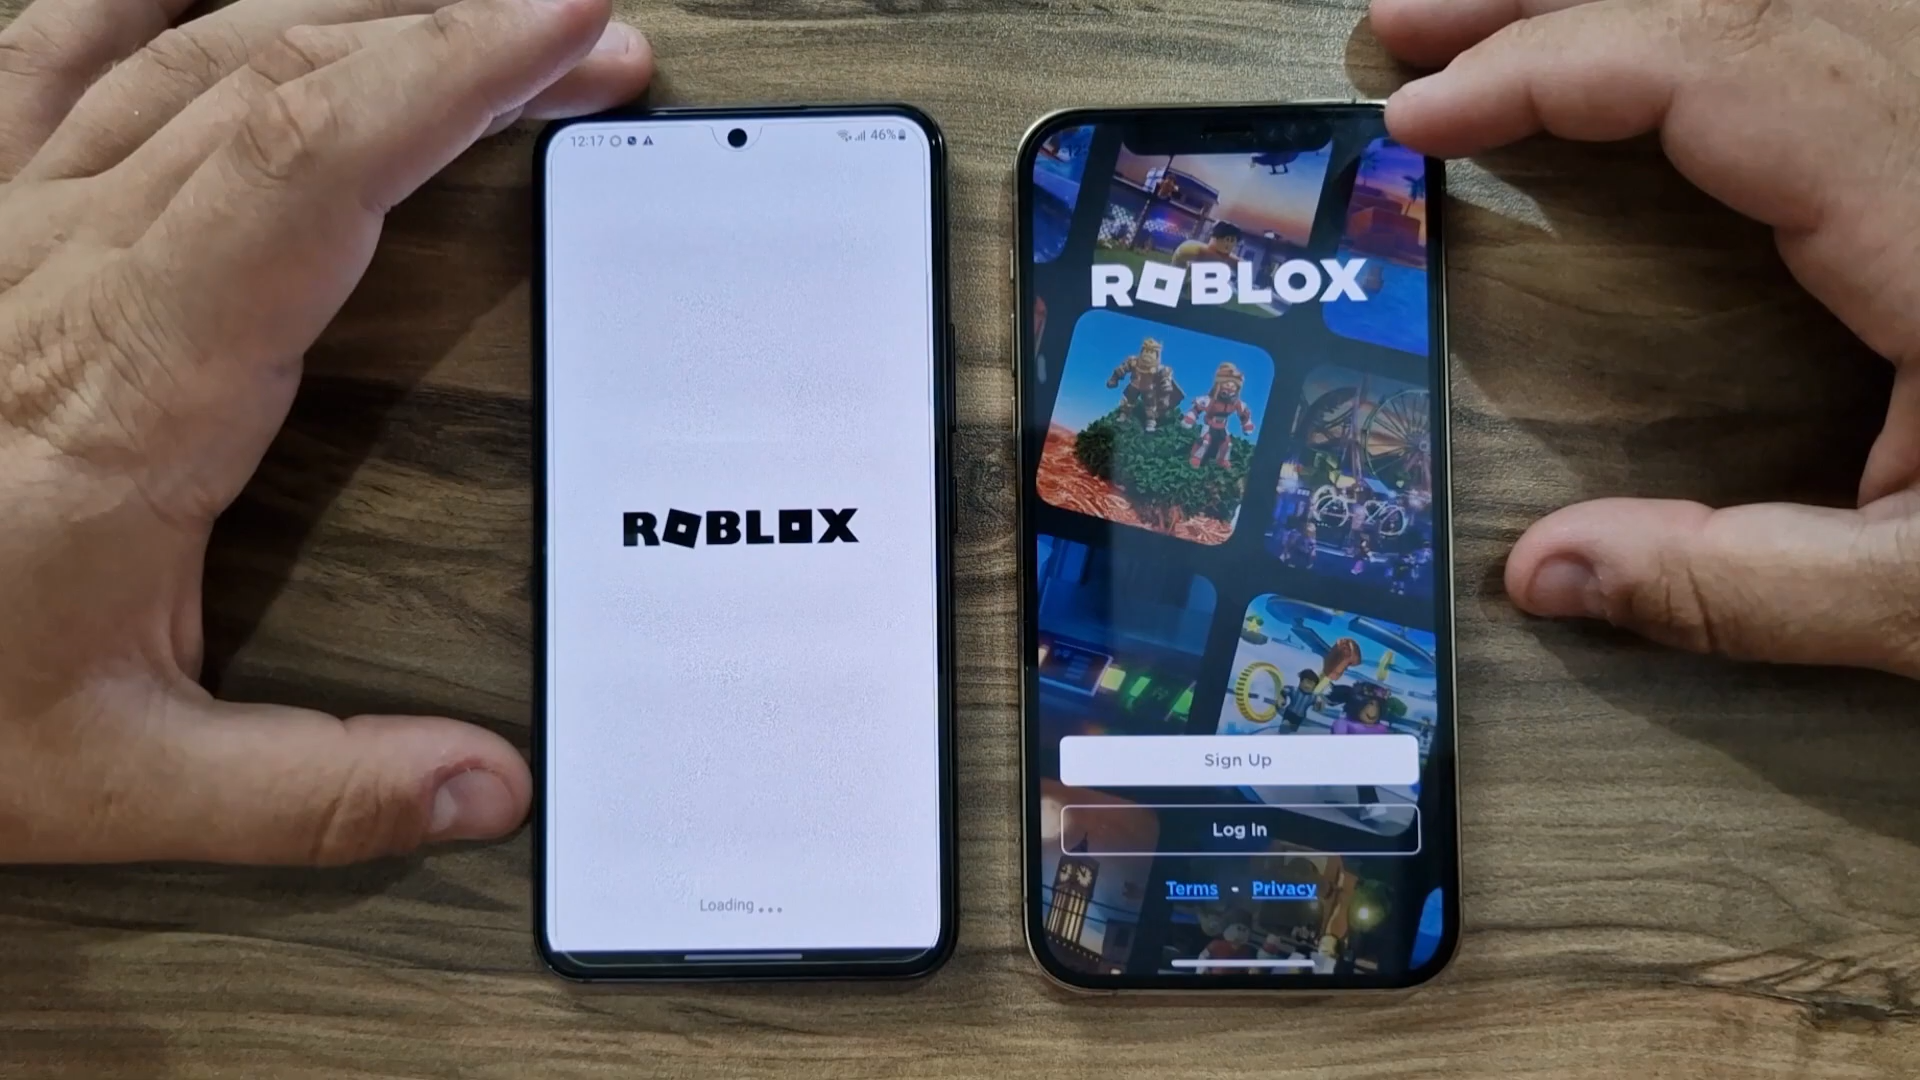 12:17
46%
ROBLOX
Loading...
ROBLOX
Sign Up
Log In
Terms - Privacy